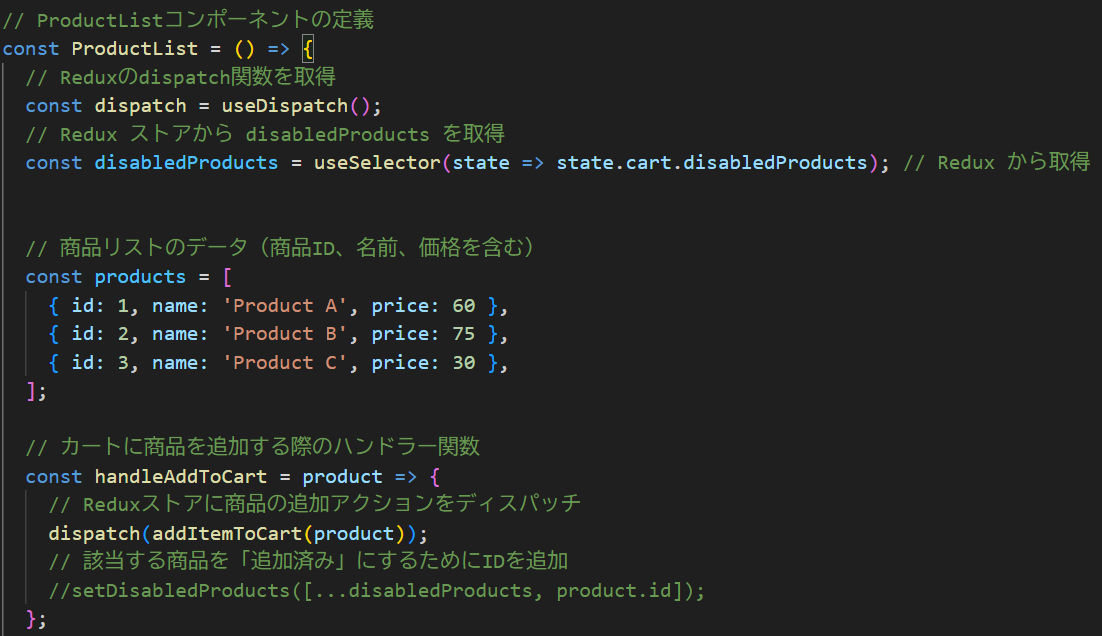 // ProductListコンポーネントの定義
const ProductList = () => {
// Reduxのdispatch関数を取得
const dispatch = useDispatch();
// Redux ストアから disabledProducts を取得
const disabledProducts = useSelector(state => state.cart.disabledProducts); // Redux から取得
// 商品リストのデータ（商品ID、名前、価格を含む）
const products = [
{ id: 1, name: 'Product A', price: 60 },
{ id: 2, name: 'Product B', price: 75 },
{ id: 3, name: 'Product C', price: 30 },
];
// カートに商品を追加する際のハンドラー関数
const handleAddToCart = product => {
// Reduxストアに商品の追加アクションをディスパッチ
dispatch(addItemToCart(product));
// 該当する商品を「追加済み」にするためにIDを追加
//setDisabledProducts([...disabledProducts, product.id]);
};